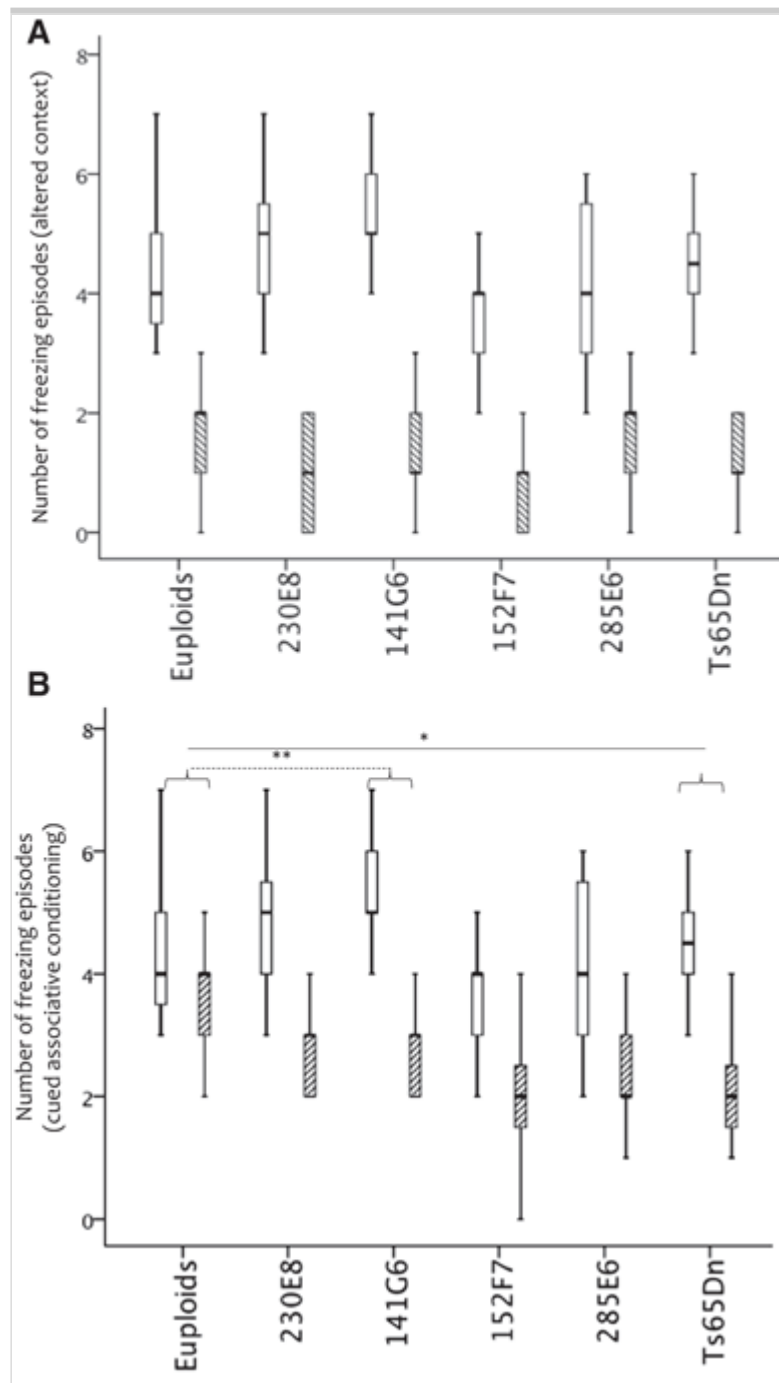 A
Number of freezing episodes (altered context)
8
6
4
2
0
Euploids
230E8
141G6
152F7
285E6
Ts65Dn
B
Number of freezing episodes
(cued associative conditioning)
8
6
4
2
0
*
**
Euploids
230E8
141G6
152F7
285E6
Ts65Dn